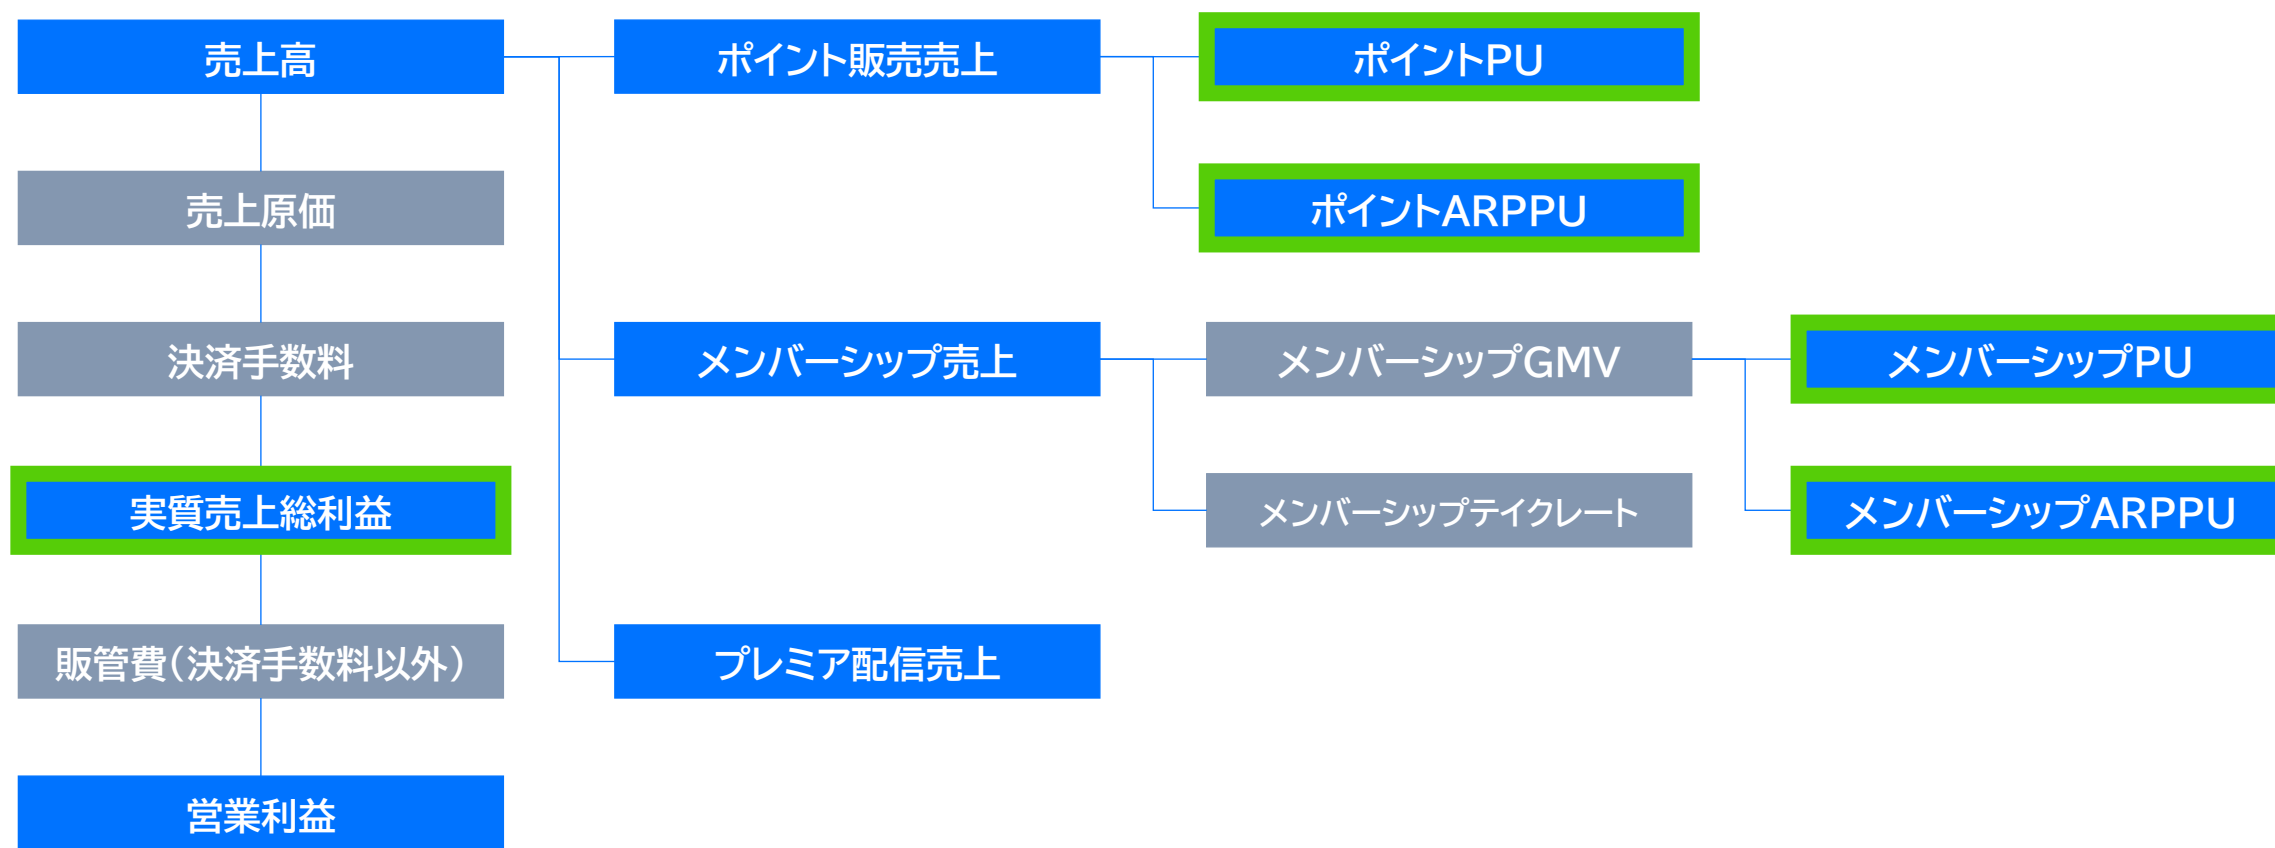 売上高
ポイント販売売上
ポイントPU
売上原価
ポイントARPPU
決済手数料
メンバーシップ売上
メンバーシップGMV
メンバーシップPU
実質売上総利益
メンバーシップテイクレート
メンバーシップARPPU
販管費(決済手数料以外)
プレミア配信売上
営業利益